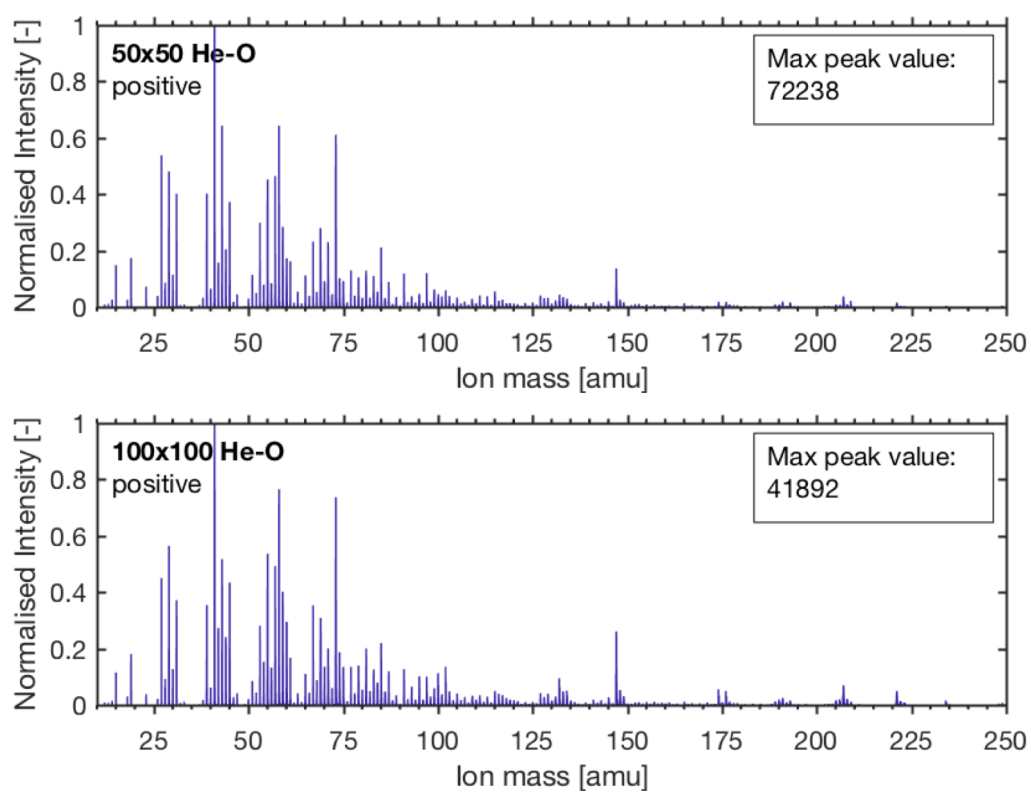 Normalised Intensity [-]
1
0.8
0.6
0.4
0.2
0
50x50 He-O
positive
Max peak value:
72238
25 50 75 100 125 150 175 200 225 250
Ion mass [amu]
Normalised Intensity [-]
1
0.8
0.6
0.4
0.2
0
100x100 He-O
positive
Max peak value:
41892
25 50 75 100 125 150 175 200 225 250
Ion mass [amu]